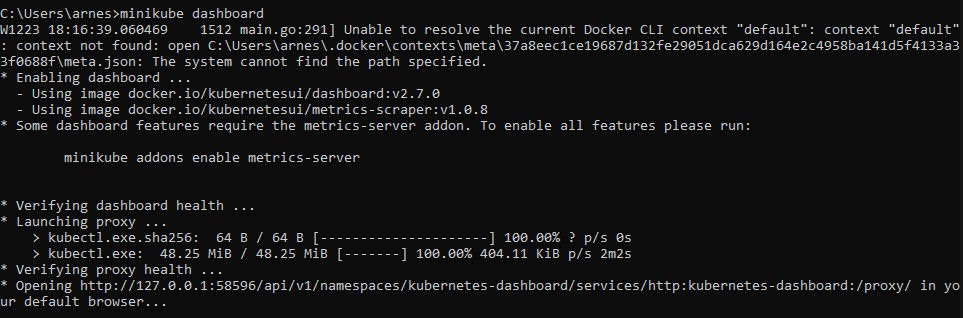 C:\Users\arnes>minikube dashboard
W1223 18:16:39.060469    1512 main.go:291] Unable to resolve the current Docker CLI context "default": context "default"
: context not found: open C:\Users\arnes\.docker\contexts\meta\37a8eec1ce19687d132fe29051dca629d164e2c4958ba141d5f4133a3
3f0688f\meta.json: The system cannot find the path specified.
* Enabling dashboard ...
  - Using image docker.io/kubernetesui/dashboard:v2.7.0
  - Using image docker.io/kubernetesui/metrics-scraper:v1.0.8
* Some dashboard features require the metrics-server addon. To enable all features please run:
        minikube addons enable metrics-server
* Verifying dashboard health ...
* Launching proxy ...
    > kubectl.exe.sha256:  64 B / 64 B [---------------------] 100.00% ? p/s 0s
    > kubectl.exe:  48.25 MiB / 48.25 MiB [-------] 100.00% 404.11 KiB p/s 2m2s
* Verifying proxy health ...
* Opening http://127.0.0.1:58596/api/v1/namespaces/kubernetes-dashboard/services/http:kubernetes-dashboard:/proxy/ in yo
ur default browser...